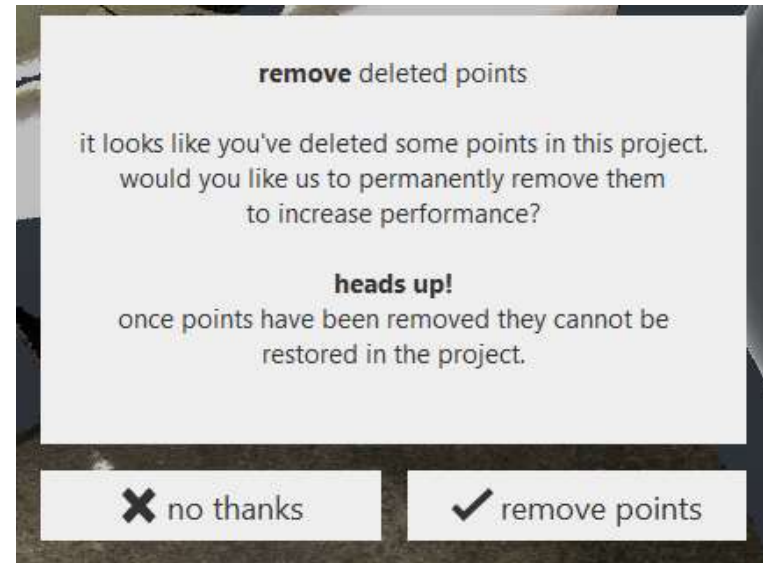 remove deleted points
it looks like you've deleted some points in this project.
would you like us to permanently remove them
to increase performance?
heads up!
once points have been removed they cannot be
restored in the project.
no thanks
remove points